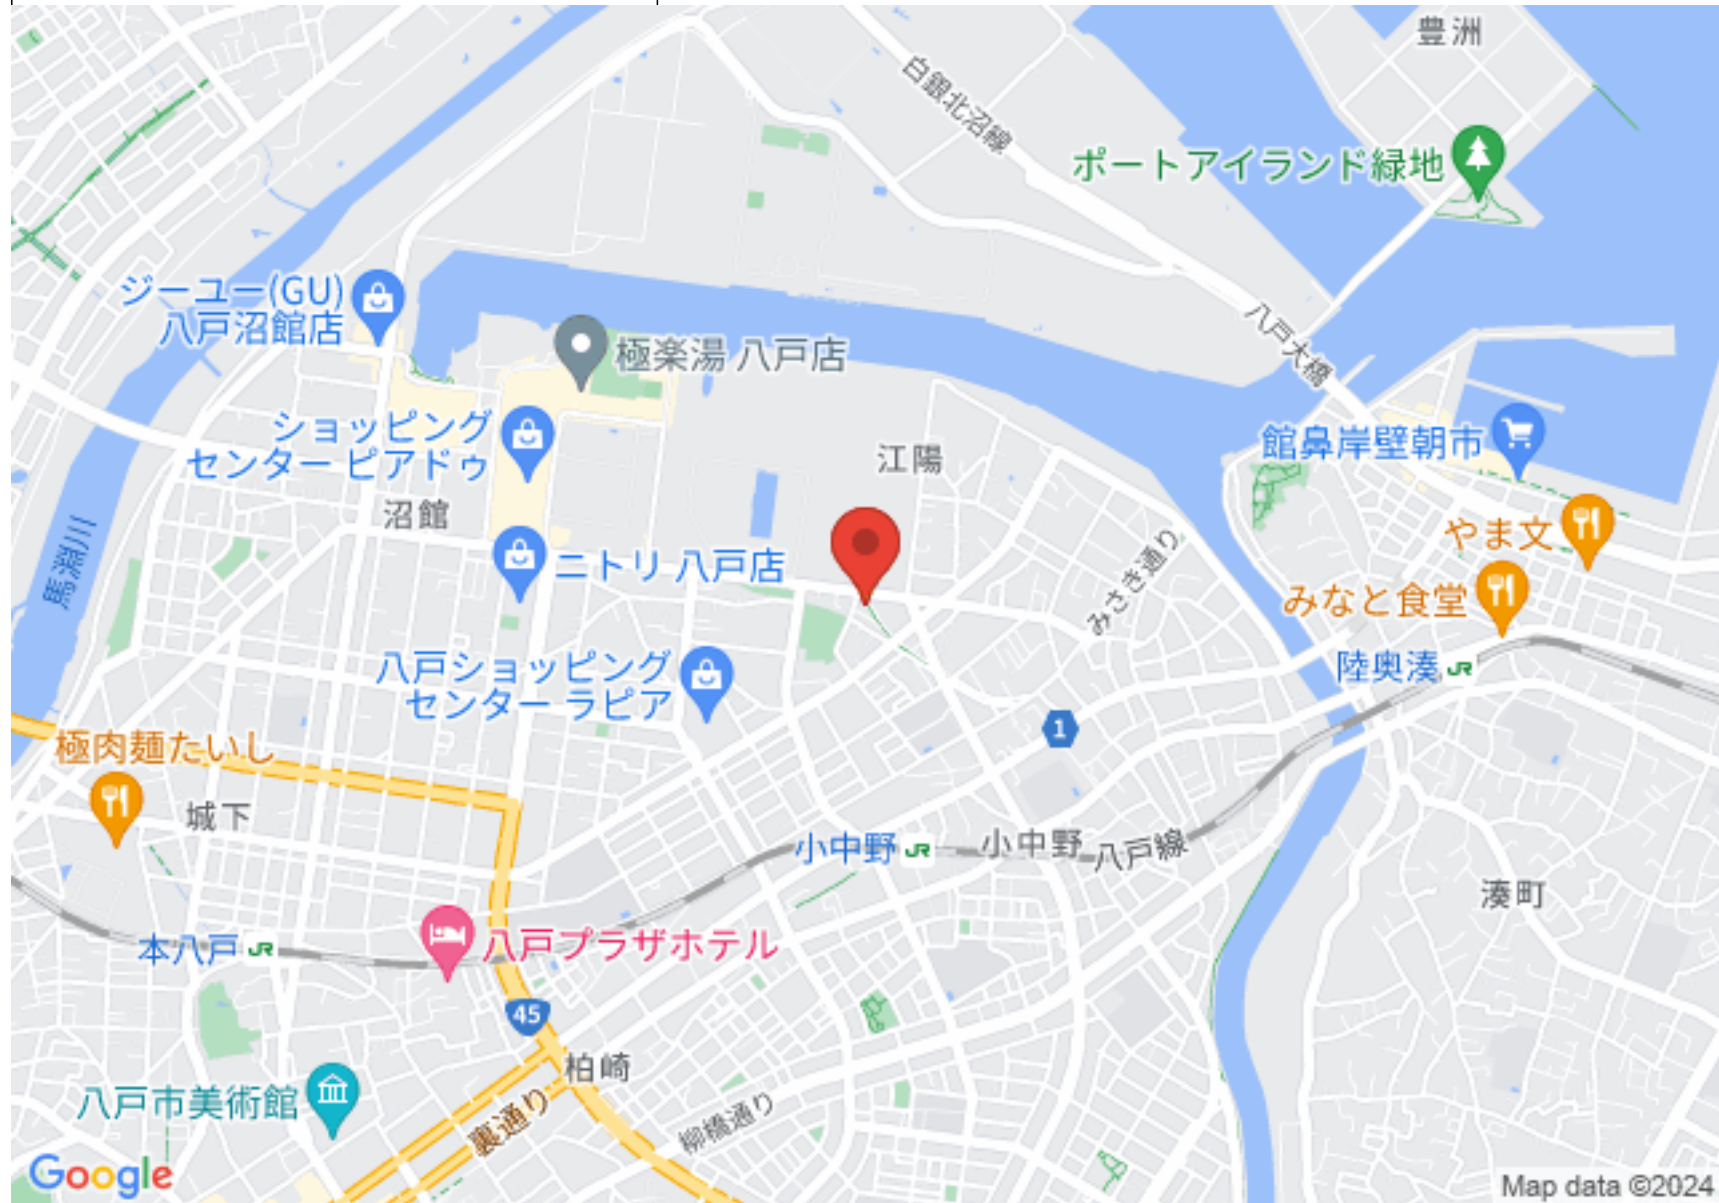 豊洲
白銀北沼線
ポートアイランド緑地
ジーユー(GU)
八戸沼館店
極楽湯 八戸店
八戸大橋
ショッピング
センター ピアドゥ
江陽
館鼻岸壁朝市
沼館
やま文
馬淵川
ニトリ 八戸店
みさき通り
みなと食堂
八戸ショッピング
センター ラピア
陸奥湊 JR
1
極肉麺たいし
城下
小中野 JR
小中野
八戸線
湊町
本八戸 JR
八戸プラザホテル
45
柏崎
八戸市美術館
裏通り
柳橋通り
Google
Map data ©2024